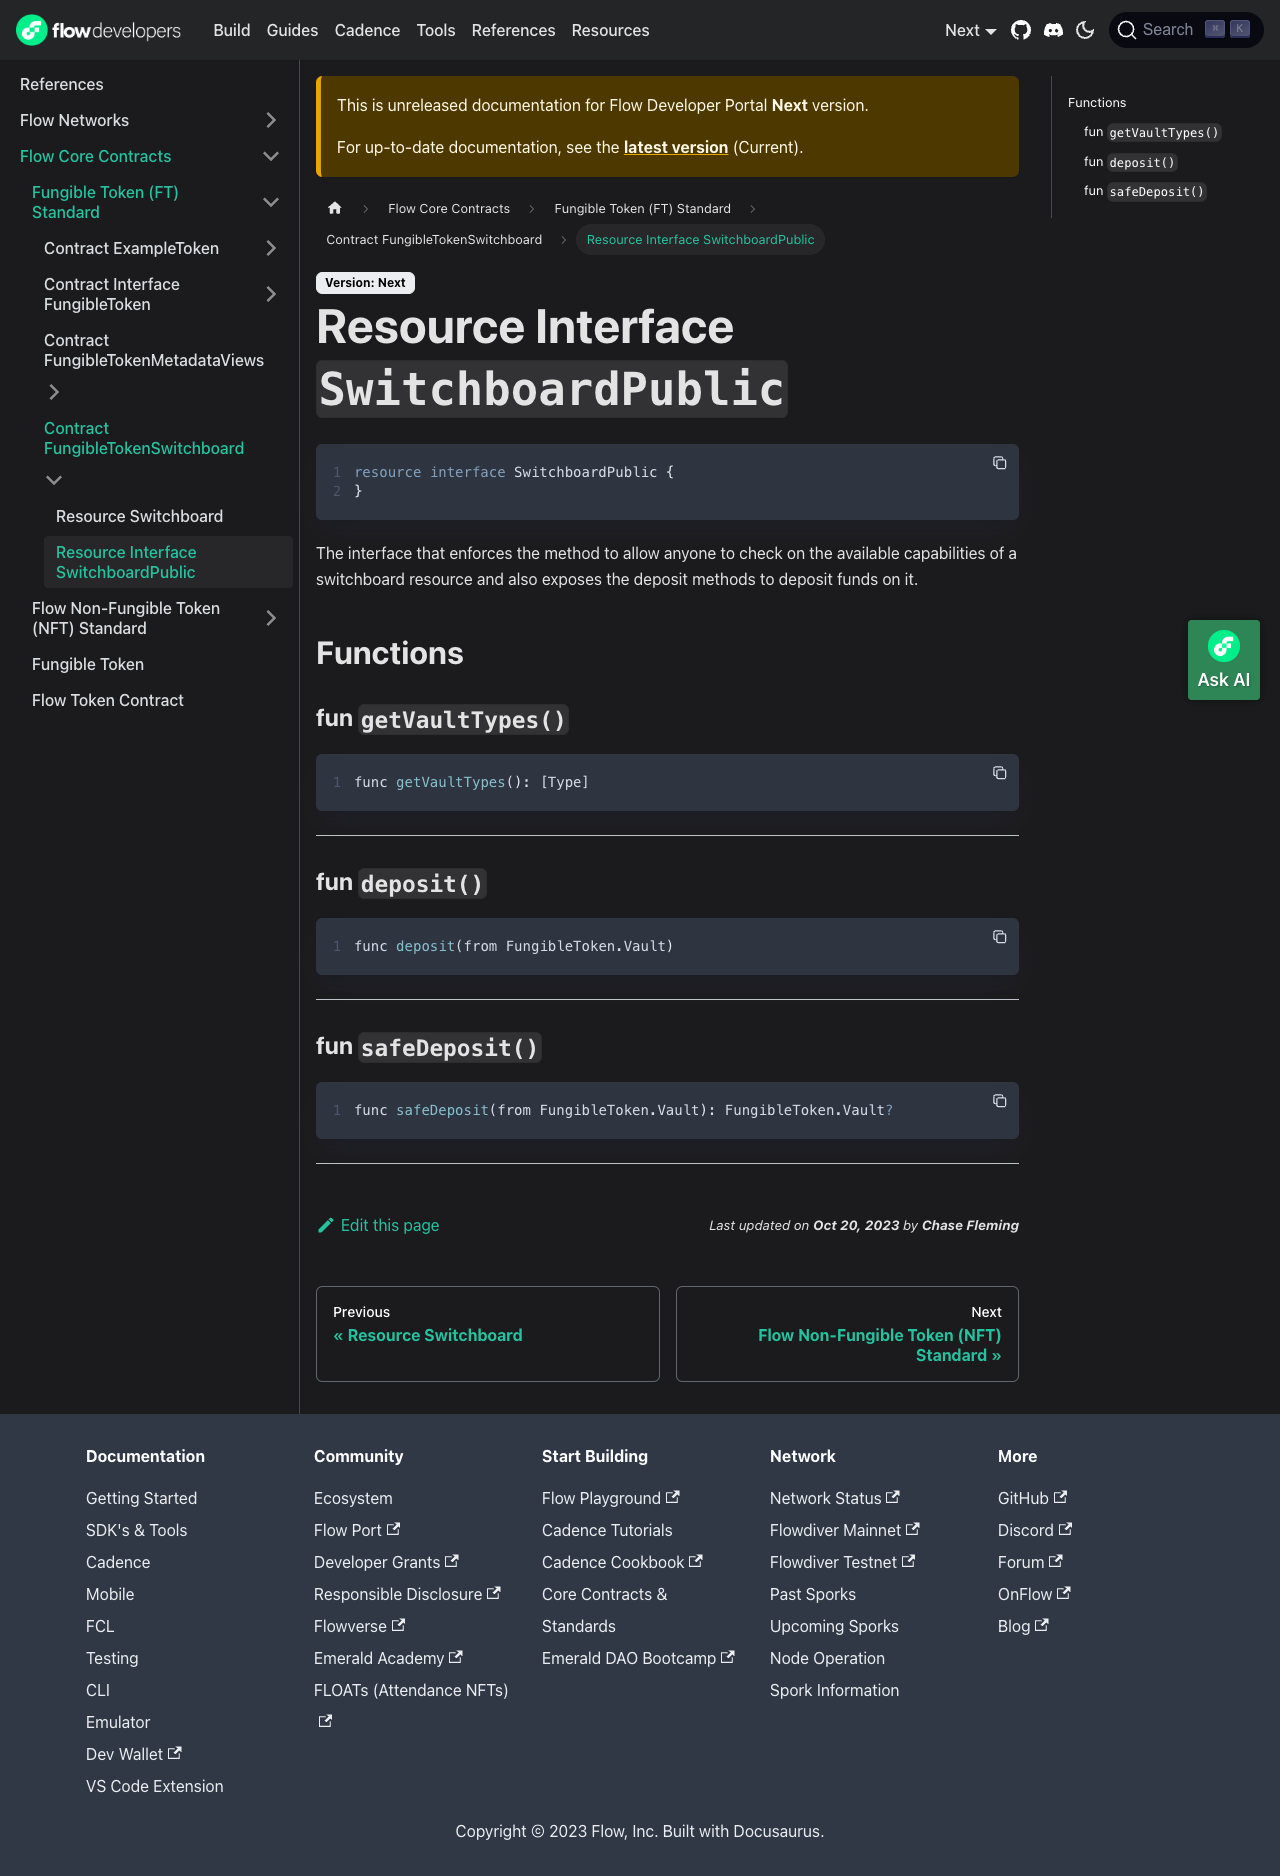 flowdevelopers
Build Guides Cadence Tools References Resources
Next
Search ⌘ K
References
Flow Networks
Flow Core Contracts
Fungible Token (FT)
Standard
Contract ExampleToken
Contract Interface
FungibleToken
Contract
FungibleTokenMetadataViews
Contract
FungibleTokenSwitchboard
Resource Switchboard
Resource Interface
SwitchboardPublic
Flow Non-Fungible Token
(NFT) Standard
Fungible Token
Flow Token Contract
This is unreleased documentation for Flow Developer Portal Next version.
For up-to-date documentation, see the latest version (Current).
Flow Core Contracts
Fungible Token (FT) Standard
Contract FungibleTokenSwitchboard
Resource Interface SwitchboardPublic
Version: Next
Resource Interface
SwitchboardPublic
1 resource interface SwitchboardPublic {
2 }
The interface that enforces the method to allow anyone to check on the available capabilities of a
switchboard resource and also exposes the deposit methods to deposit funds on it.
Functions
fun getVaultTypes()
1 func getVaultTypes(): [Type]
fun deposit()
1 func deposit(from FungibleToken.Vault)
fun safeDeposit()
1 func safeDeposit(from FungibleToken.Vault): FungibleToken.Vault?
Edit this page
Last updated on Oct 20, 2023 by Chase Fleming
Previous
« Resource Switchboard
Next
Flow Non-Fungible Token (NFT)
Standard »
Functions
fun getVaultTypes()
fun deposit()
fun safeDeposit()
Ask AI
Documentation
Getting Started
SDK's & Tools
Cadence
Mobile
FCL
Testing
CLI
Emulator
Dev Wallet
VS Code Extension
Community
Ecosystem
Flow Port
Developer Grants
Responsible Disclosure
Flowverse
Emerald Academy
FLOATs (Attendance NFTs)
Start Building
Flow Playground
Cadence Tutorials
Cadence Cookbook
Core Contracts &
Standards
Emerald DAO Bootcamp
Network
Network Status
Flowdiver Mainnet
Flowdiver Testnet
Past Sporks
Upcoming Sporks
Node Operation
Spork Information
More
GitHub
Discord
Forum
OnFlow
Blog
Copyright © 2023 Flow, Inc. Built with Docusaurus.